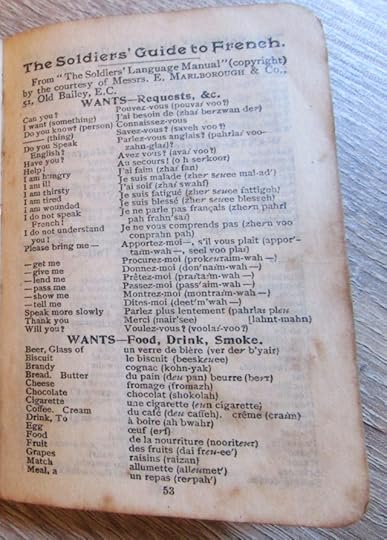 The Soldiers' Guide to French.
From "The Soldiers' Language Manual" (copyright)
by the courtesy of Messrs. E. MARLBOROUGH & Co.,
51, Old Bailey, E.C.
WANTS—Requests, &c.
Can you? Pouvez-vous (pouvai voo?)
I want (something) J'ai besoin de (zhai berzwan der)
Do you know? (person) Connaissez-vous
— (thing) Savez-vous? (saveh voo?)
Do you Speak Parlez-vous anglais? (pahrlai voo-
English? zahn-glai)?
Have you? Avez vous? (avai voo?)
Help! Au secours! (o h serkoor)
I am hungry J'ai faim (zhai fan)
I am ill Je suis malade (zher swee mal-ad')
I am thirsty J'ai soif (zhai swahf)
I am tired Je suis fatigué (zher swee fattigeh)
I am wounded Je suis blessé (zher swee blesseh)
I do not speak Je ne parle pas français (zhern pahrl
French! pah frahn'sai)
I do not understand Je ne vous comprends pas (zhern voo
you! conprahn pah)
Please bring me — Apportez-moi —, s'il vous plait (appor'-
taim-wah —, seel voo plai)
—get me Procurez-moi (prokeutaim-wah —)
—give me Donnez-moi (don'naim-wah —)
—lend me Prêtez-moi (praitaim-wah —)
—pass me Passez-moi (pass'aim-wah —)
—show me Montrez-moi (montraim'-wah —)
—tell me Dites-moi (deet'm'wah —)
Speak more slowly Parlez plus lentement (pahrlai pleu
Thank you Merci (mair'see) [lahnt-mahn)
Will you? Voulez-vous? (voolai-voo?)
WANTS—Food, Drink, Smoke.
Beer, Glass of un verre de bière (ver der b'yair)
Biscuit le biscuit (beeskeuee)
Brandy cognac (kohn-yak)
Bread. Butter du pain (deu pan) beurre (berr)
Cheese fromage (fromazh)
Chocolate chocolat (shokolah)
Cigarette une cigarette (eun cigarotte)
Coffee. Cream du café (deu caffeh). crême (craim)
Drink, To à boire (ah bwahr)
Egg œuf (erf)
Food de la nourriture (nooriteur)
Fruit des fruits (dai freu-ee')
Grapes raisins (raizan)
Match allumette (alleumet')
Meal, a un repas (rerpah')
53